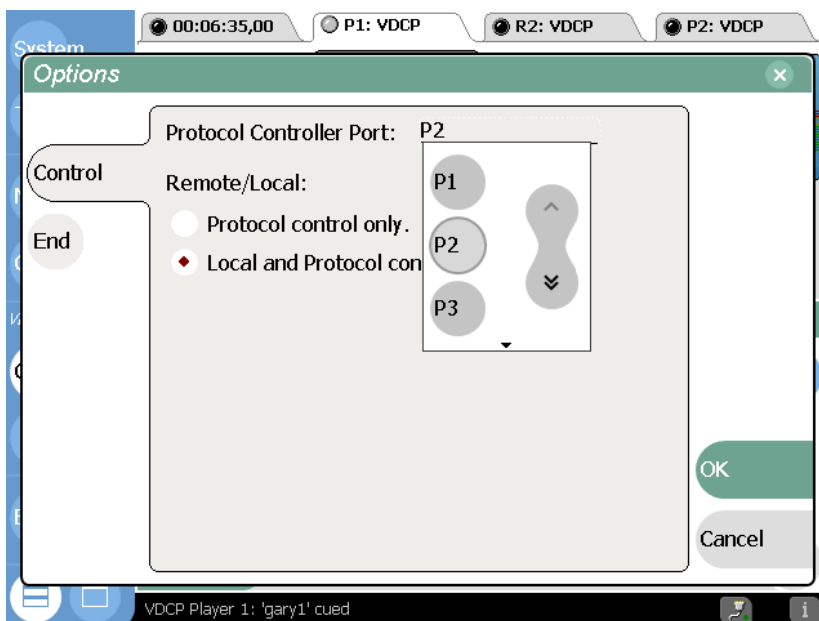 00:06:35,00
P1: VDCP
R2: VDCP
P2: VDCP
System
Options
Protocol Controller Port: P2
Control
Remote/Local:
P1
Protocol control only.
End
P2
Local and Protocol con
P3
OK
Cancel
VDCP Player 1: 'gary1' cued
i